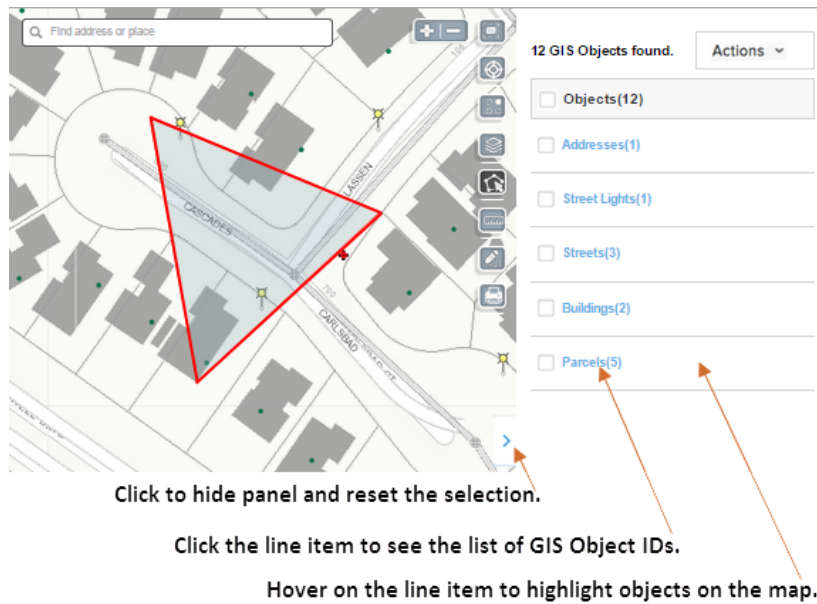 Find address or place
12 GIS Objects found.
Actions
Objects(12)
Addresses(1)
Street Lights(1)
Streets(3)
Buildings(2)
Parcels(5)
100
LASSEN
CASCADES
700
CARLSBAD
Click to hide panel and reset the selection.
Click the line item to see the list of GIS Object IDs.
Hover on the line item to highlight objects on the map.